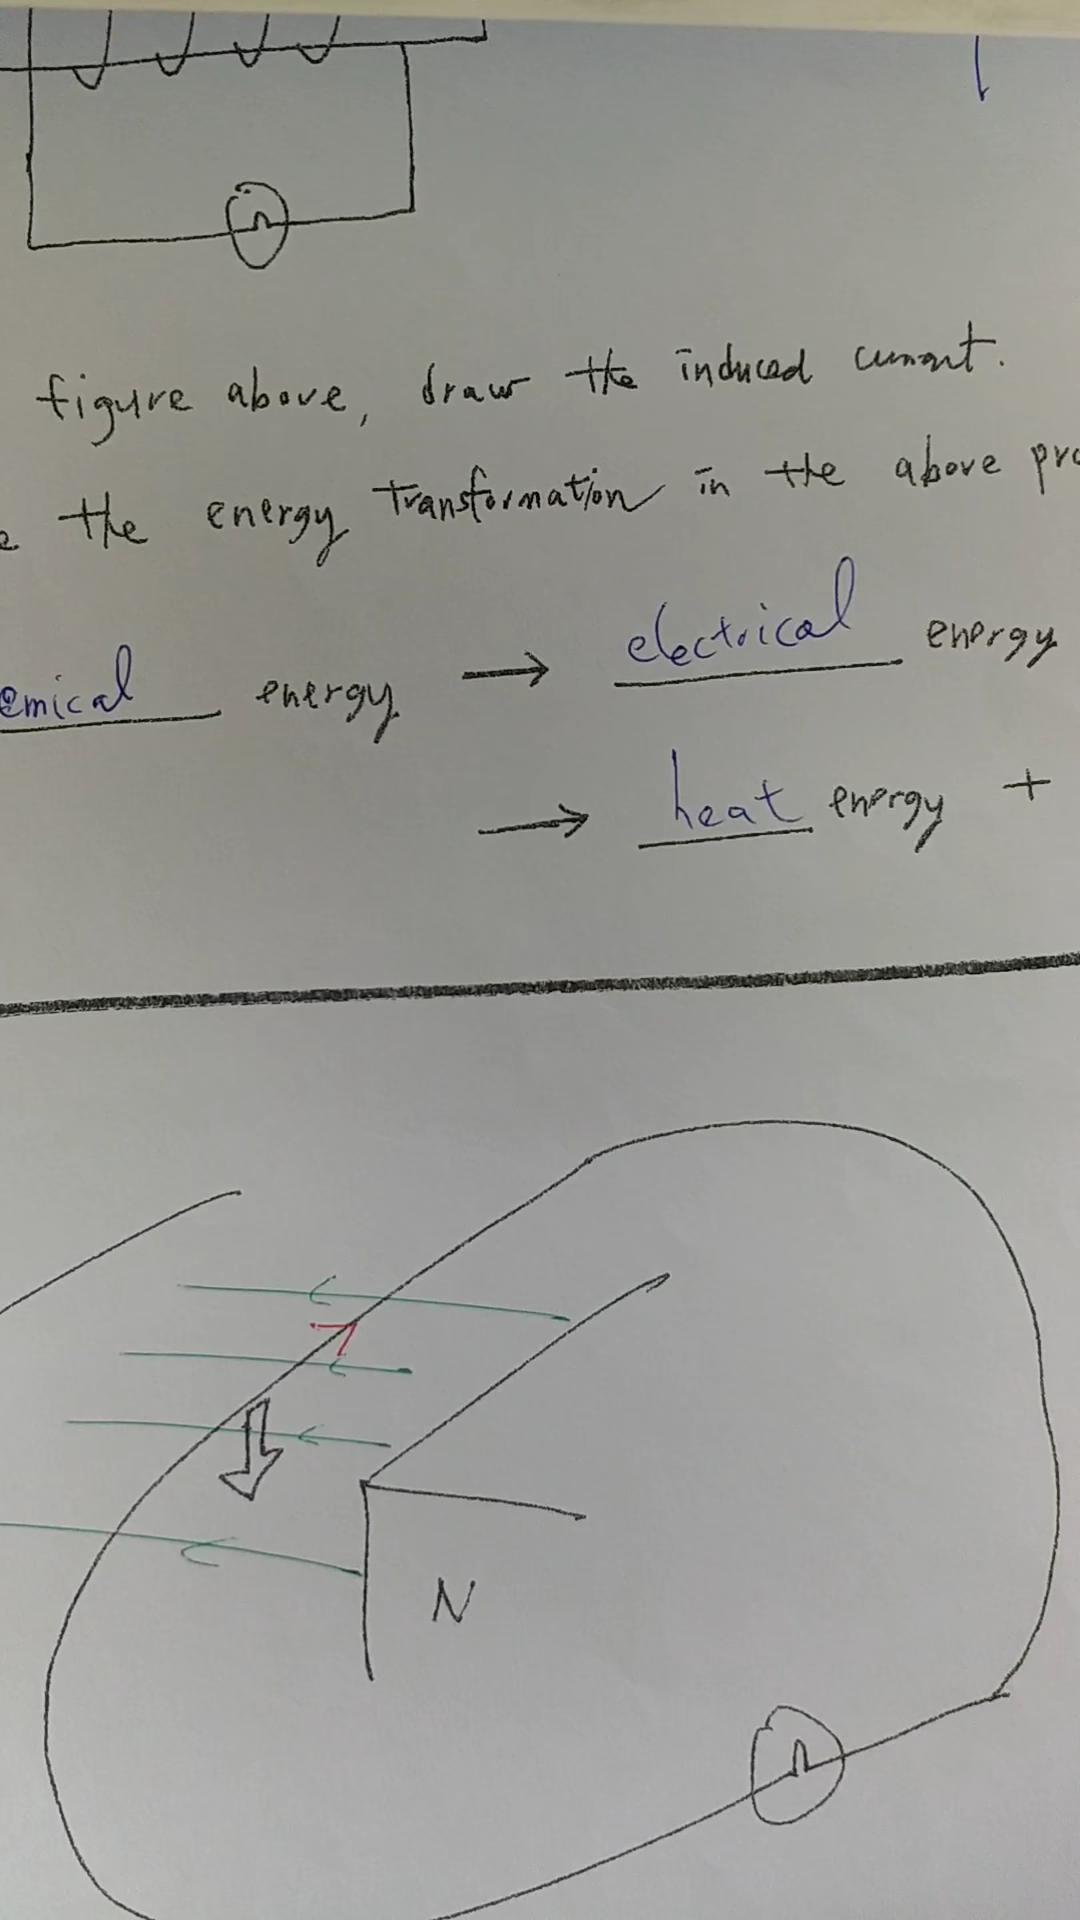 figure above, draw the induced current.
the energy transformation in the above
emical energy → electrical energy
→ heat energy +
N